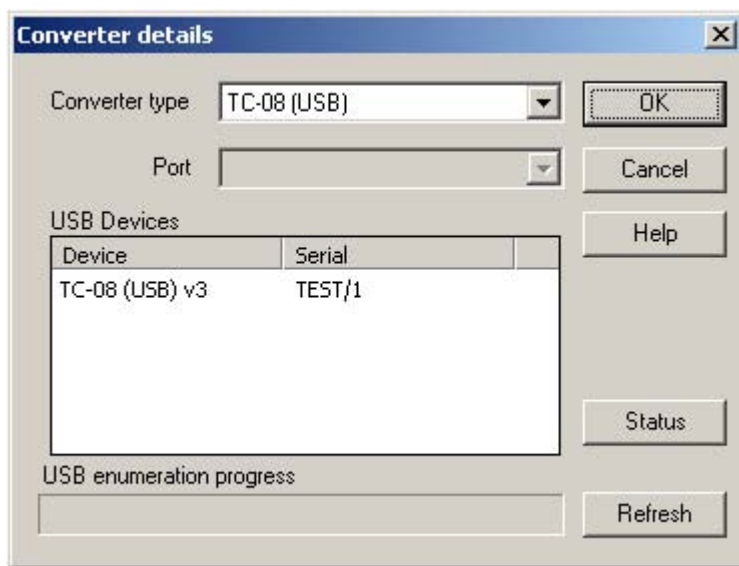 Converter details
Converter type TC-08 (USB) OK
Port Cancel
USB Devices
Help
Device Serial
TC-08 (USB) v3 TEST/1
Status
USB enumeration progress
Refresh